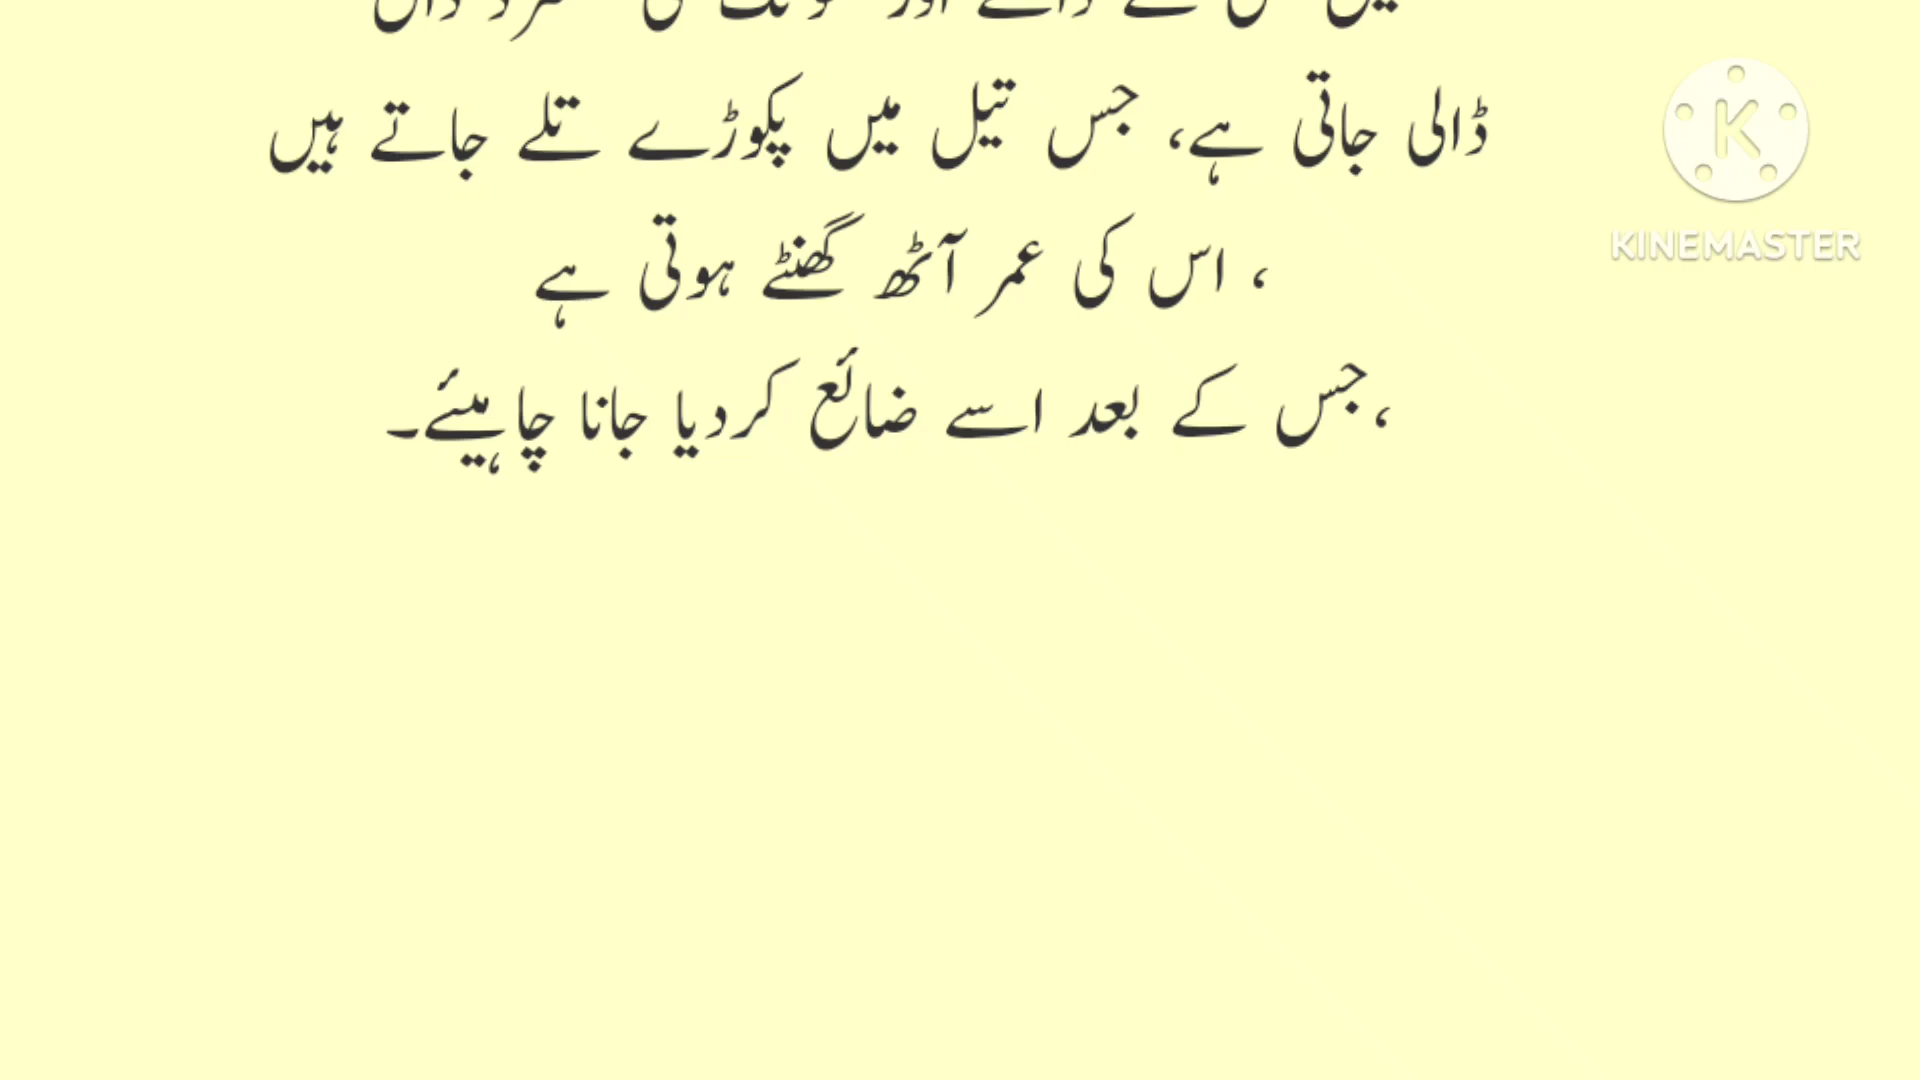 ڈالی جاتی ہے، جس تیل میں پکوڑے تلے جاتے ہیں
، اس کی عمر آٹھ گھنٹے ہوتی ہے
،جس کے بعد اسے ضائع کردیا جانا چاہیئے۔
KINEMASTER